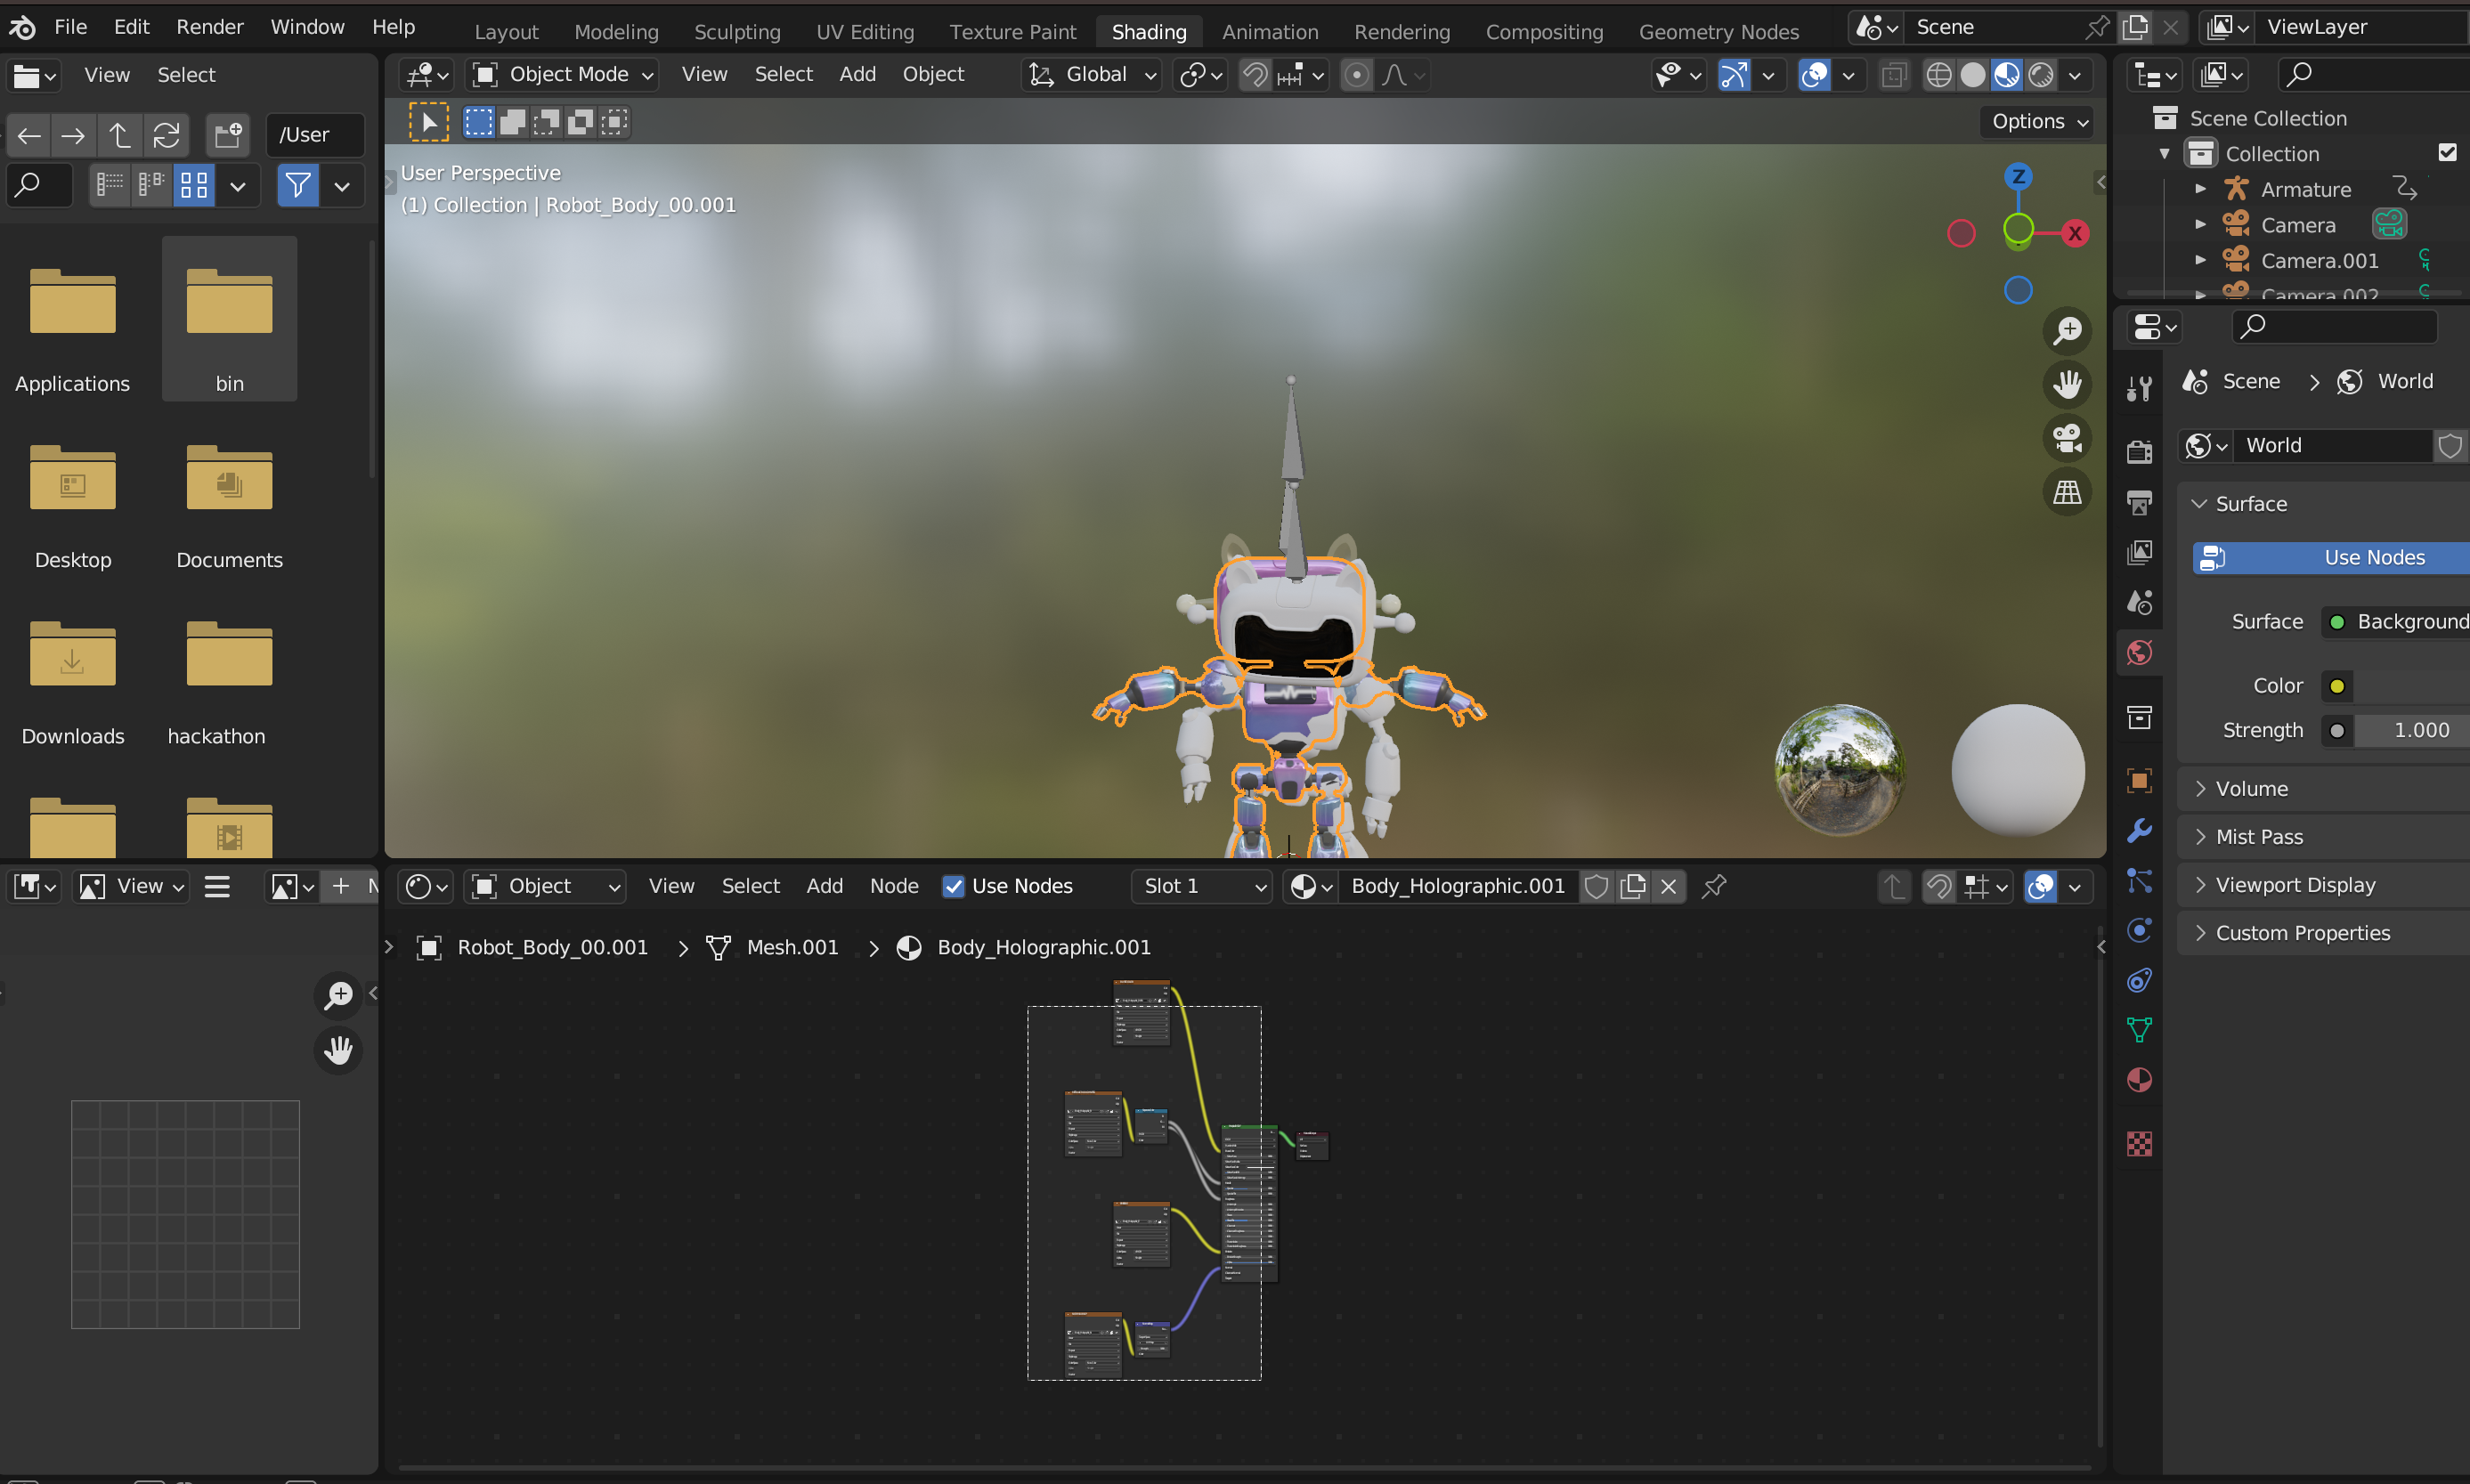 File Edit Render Window Help
Layout Modeling Sculpting UV Editing Texture Paint Shading Animation Rendering Compositing Geometry Nodes
Scene
ViewLayer
View Select
/User
Applications
bin
Desktop
Documents
Downloads
hackathon
Object Mode View Select Add Object
Global
Options
User Perspective
(1) Collection | Robot_Body_00.001
Z
X
Scene Collection
Collection
Armature
Camera
Camera.001
Camera.002
Scene > World
World
Surface
Use Nodes
Surface Background
Color
Strength 1.000
Volume
Mist Pass
Viewport Display
Custom Properties
View
N
Object View Select Add Node Use Nodes
Slot 1
Body_Holographic.001
Robot_Body_00.001 > Mesh.001 > Body_Holographic.001